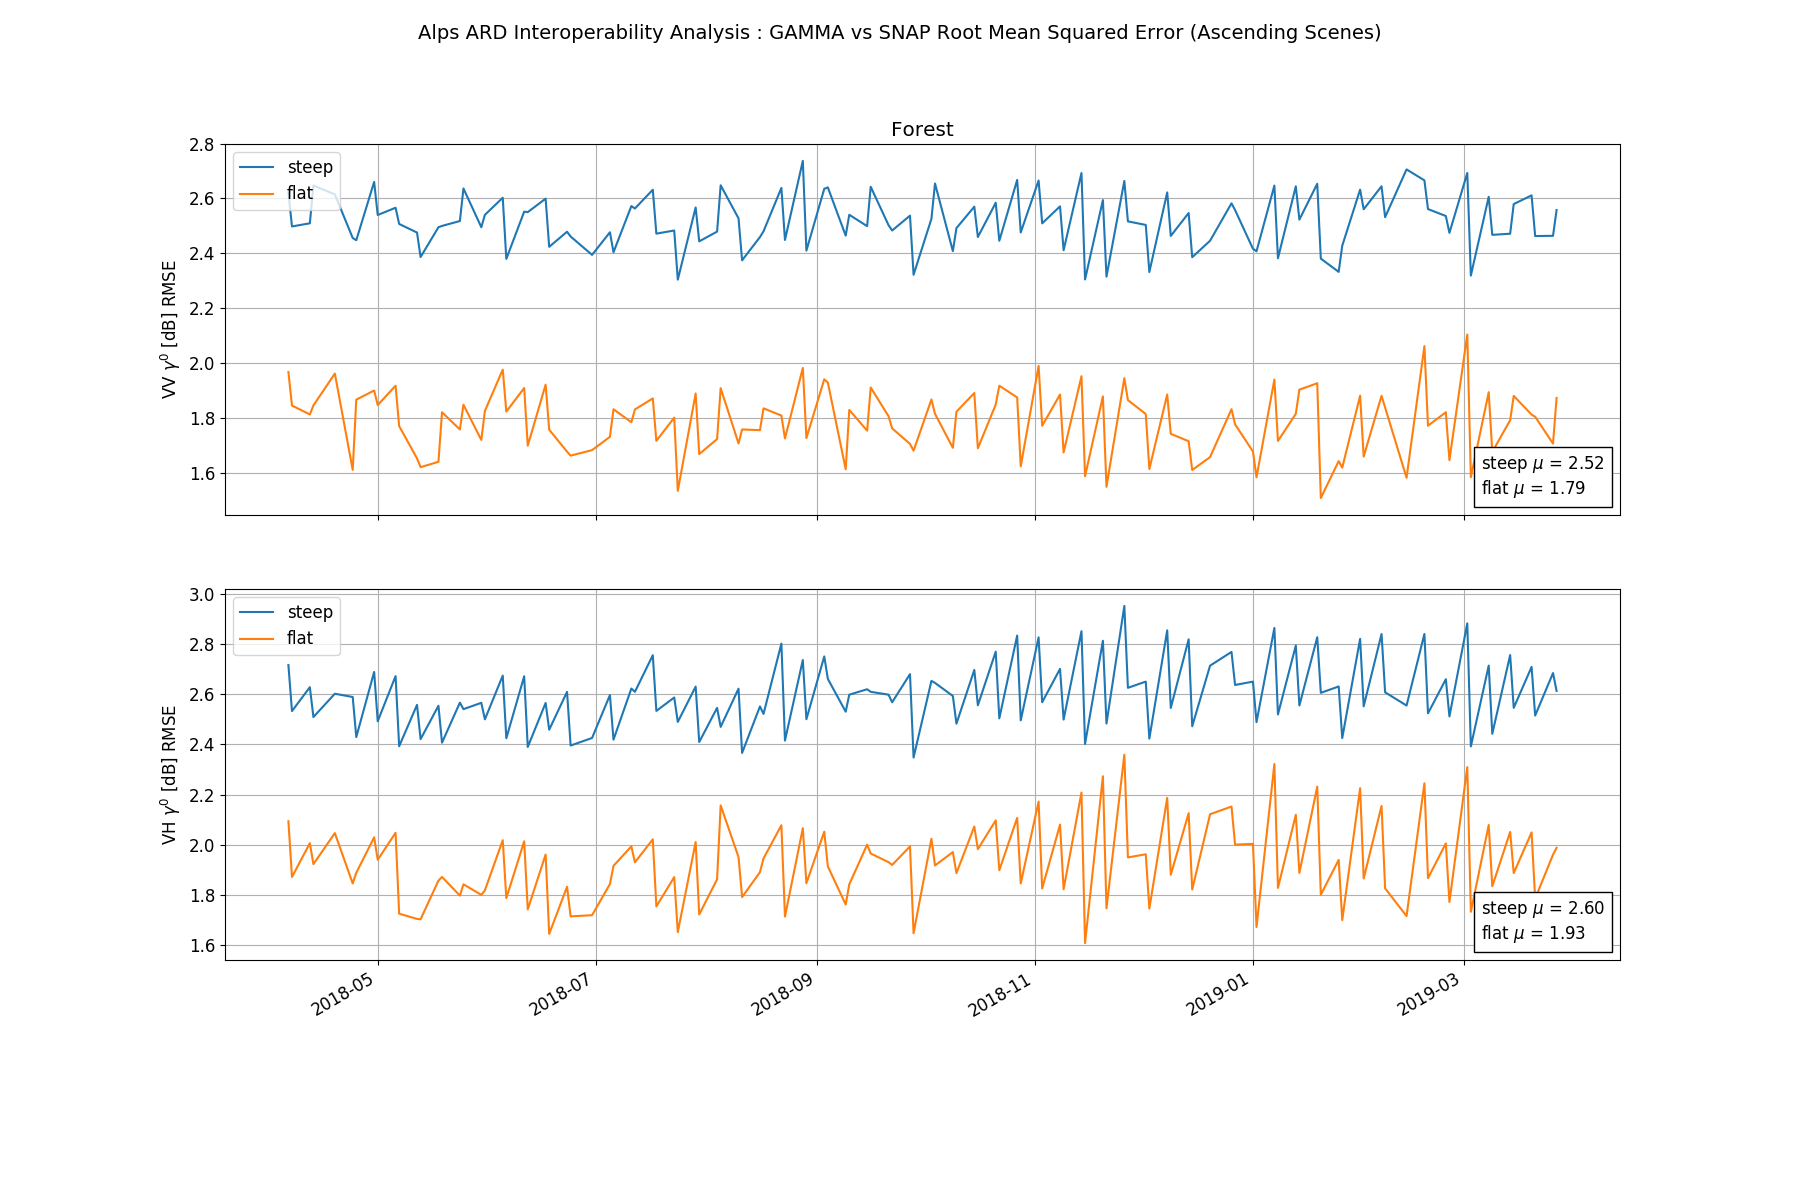 Alps ARD Interoperability Analysis : GAMMA vs SNAP Root Mean Squared Error (Ascending Scenes)
Forest
VV γ⁰ [dB] RMSE
2.8
2.6
2.4
2.2
2.0
1.8
1.6
steep
flat
steep μ = 2.52
flat μ = 1.79
VH γ⁰ [dB] RMSE
3.0
2.8
2.6
2.4
2.2
2.0
1.8
1.6
steep
flat
steep μ = 2.60
flat μ = 1.93
2018-05
2018-07
2018-09
2018-11
2019-01
2019-03